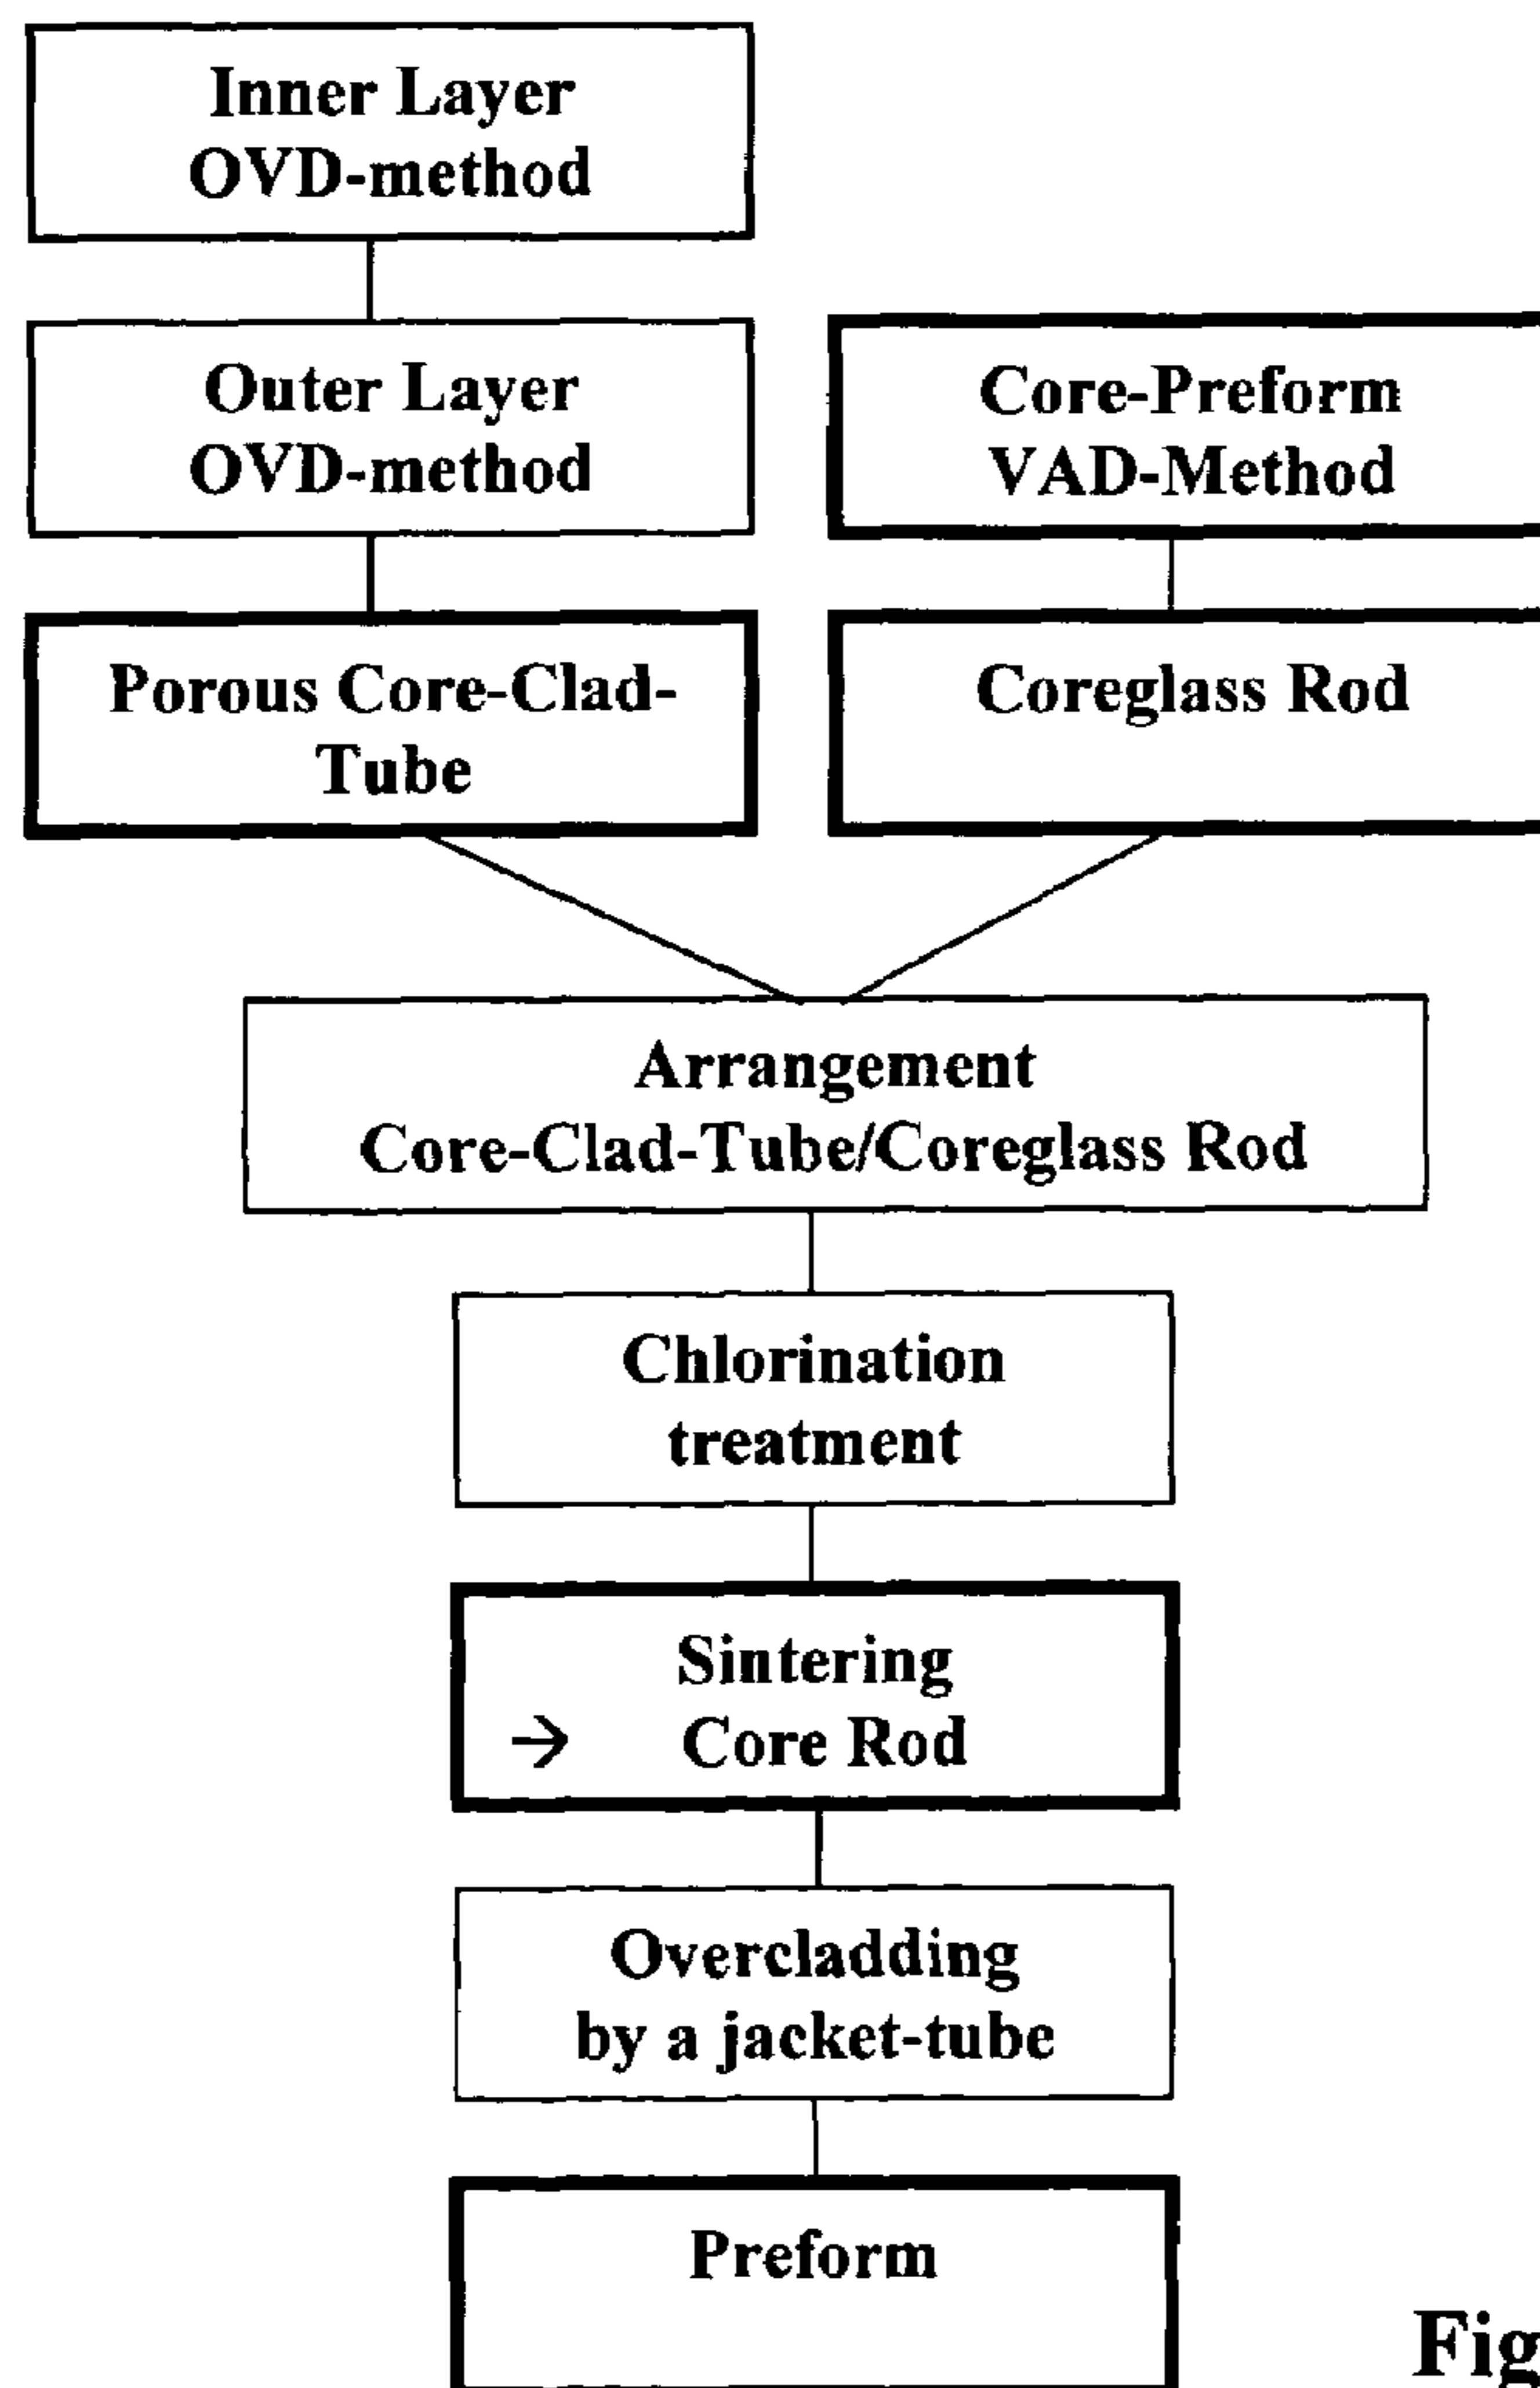 Inner Layer
OVD-method
Outer Layer
OVD-method
Core-Preform
VAD-Method
Porous Core-Clad-
Tube
Coreglass Rod
Arrangement
Core-Clad-Tube/Coreglass Rod
Chlorination
treatment
Sintering
→ Core Rod
Overcladding
by a jacket-tube
Preform
Fig